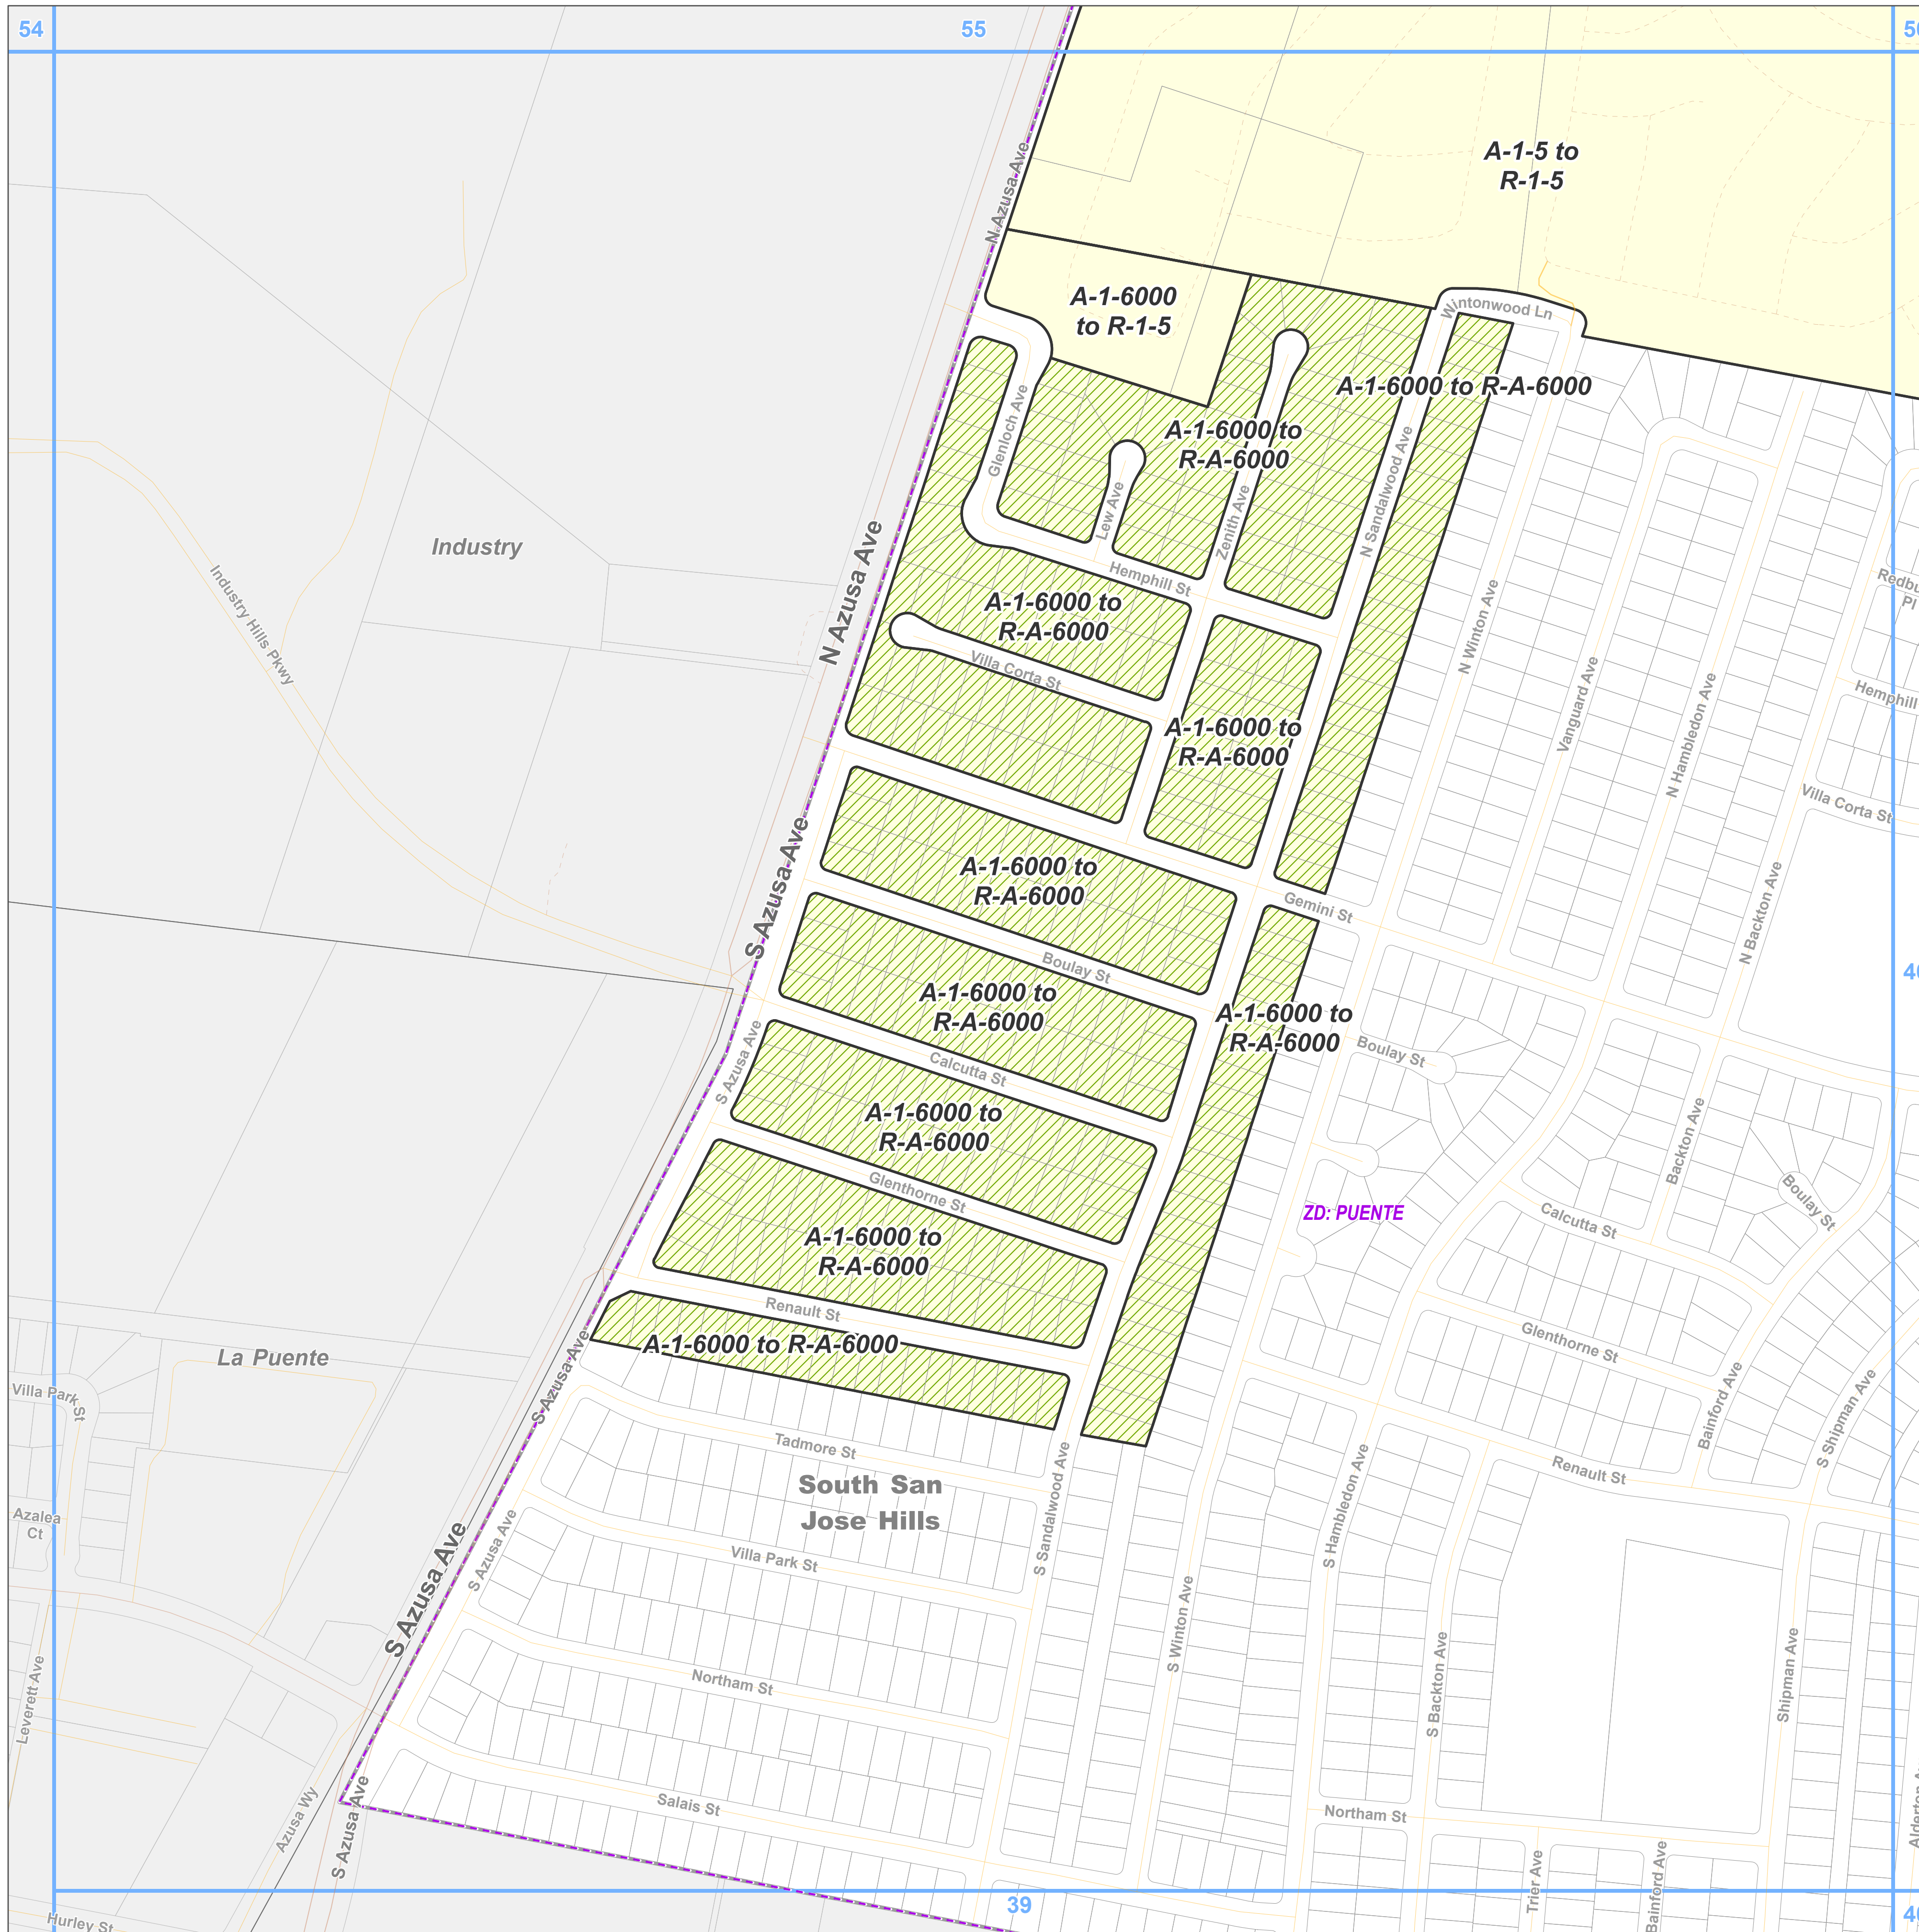 54
55
N Azusa Ave
A-1-5 to
R-1-5
A-1-6000
to R-1-5
Wintonwood Ln
A-1-6000 to R-A-6000
Glenloch Ave
A-1-6000 to
R-A-6000
N Sandalwood Ave
Lew Ave
Zenith Ave
Industry
N Azusa Ave
Industry Hills Pkwy
Hemphill St
A-1-6000 to
R-A-6000
Villa Corta St
N Winton Ave
Vanguard Ave
N Hambledon Ave
Pl
Hemphill
A-1-6000 to
R-A-6000
Villa Corta St
S Azusa Ave
A-1-6000 to
R-A-6000
Gemini St
N Backton Ave
Boulay St
A-1-6000 to
R-A-6000
A-1-6000 to
R-A-6000
Boulay St
S Azusa Ave
Calcutta St
A-1-6000 to
R-A-6000
Backton Ave
Glenthorne St
ZD: PUENTE
Boulay St
Calcutta St
A-1-6000 to
R-A-6000
Renault St
A-1-6000 to R-A-6000
Glenthorne St
La Puente
S Azusa Ave
Villa Park St
Bainford Ave
S Shipman Ave
Tadmore St
South San
Jose Hills
Renault St
Azalea
Ct
S Azusa Ave
S Azusa Ave
Villa Park St
S Sandalwood Ave
S Hambledon Ave
S Winton Ave
S Backton Ave
Shipman Ave
Leverett Ave
Northam St
Salais St
Azusa Wy
S Azusa Ave
Northam St
Trier Ave
Bainford Ave
39
Hurley St